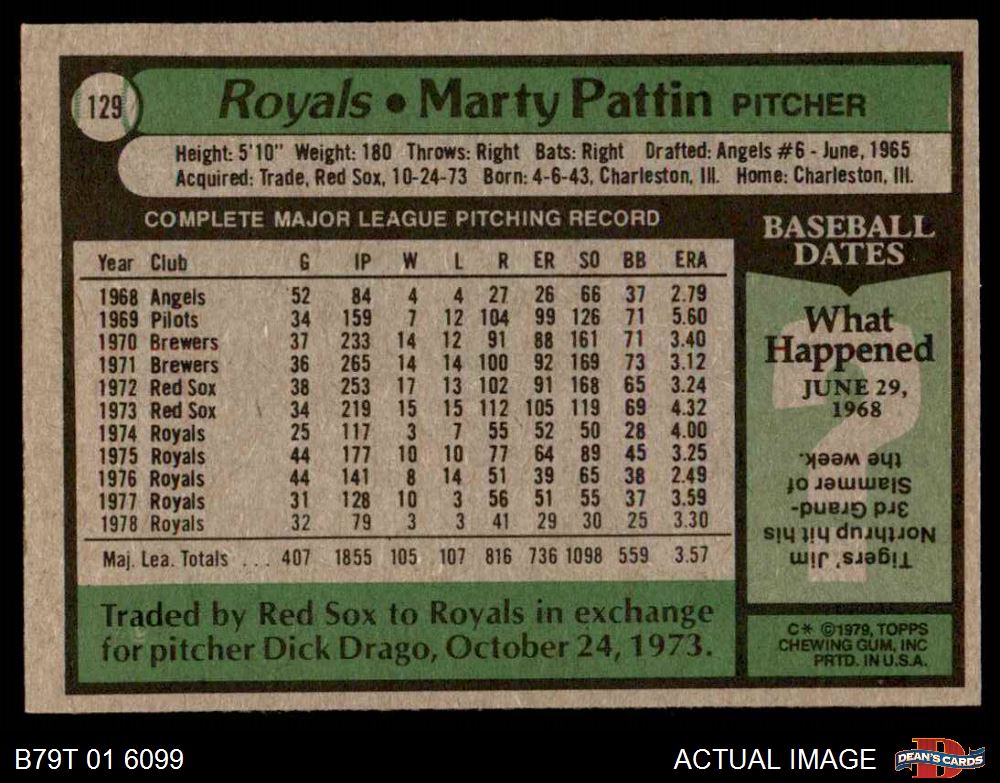 129
Royals • Marty Pattin PITCHER
Height: 5'10" Weight: 180 Throws: Right Bats: Right Drafted: Angels #6 - June, 1965
Acquired: Trade, Red Sox, 10-24-73 Born: 4-6-43, Charleston, Ill. Home: Charleston, Ill.
COMPLETE MAJOR LEAGUE PITCHING RECORD
Year Club G IP W L R ER SO BB ERA
1968 Angels 52 84 4 4 27 26 66 37 2.79
1969 Pilots 34 159 7 12 104 99 126 71 5.60
1970 Brewers 37 233 14 12 91 88 161 71 3.40
1971 Brewers 36 265 14 14 100 92 169 73 3.12
1972 Red Sox 38 253 17 13 102 91 168 65 3.24
1973 Red Sox 34 219 15 15 112 105 119 69 4.32
1974 Royals 25 117 3 7 55 52 50 28 4.00
1975 Royals 44 177 10 10 77 64 89 45 3.25
1976 Royals 44 141 8 14 51 39 65 38 2.49
1977 Royals 31 128 10 3 56 51 55 37 3.59
1978 Royals 32 79 3 3 41 29 30 25 3.30
Maj. Lea. Totals ... 407 1855 105 107 816 736 1098 559 3.57
Traded by Red Sox to Royals in exchange
for pitcher Dick Drago, October 24, 1973.
BASEBALL
DATES
What
Happened
JUNE 29,
1968
Tigers' Jim
Northrup hit his
3rd Grand-
Slammer of
the week.
C* ©1979, TOPPS
CHEWING GUM, INC
PRTD. IN U.S.A.
B79T 01 6099
ACTUAL IMAGE
DEAN'S CARDS